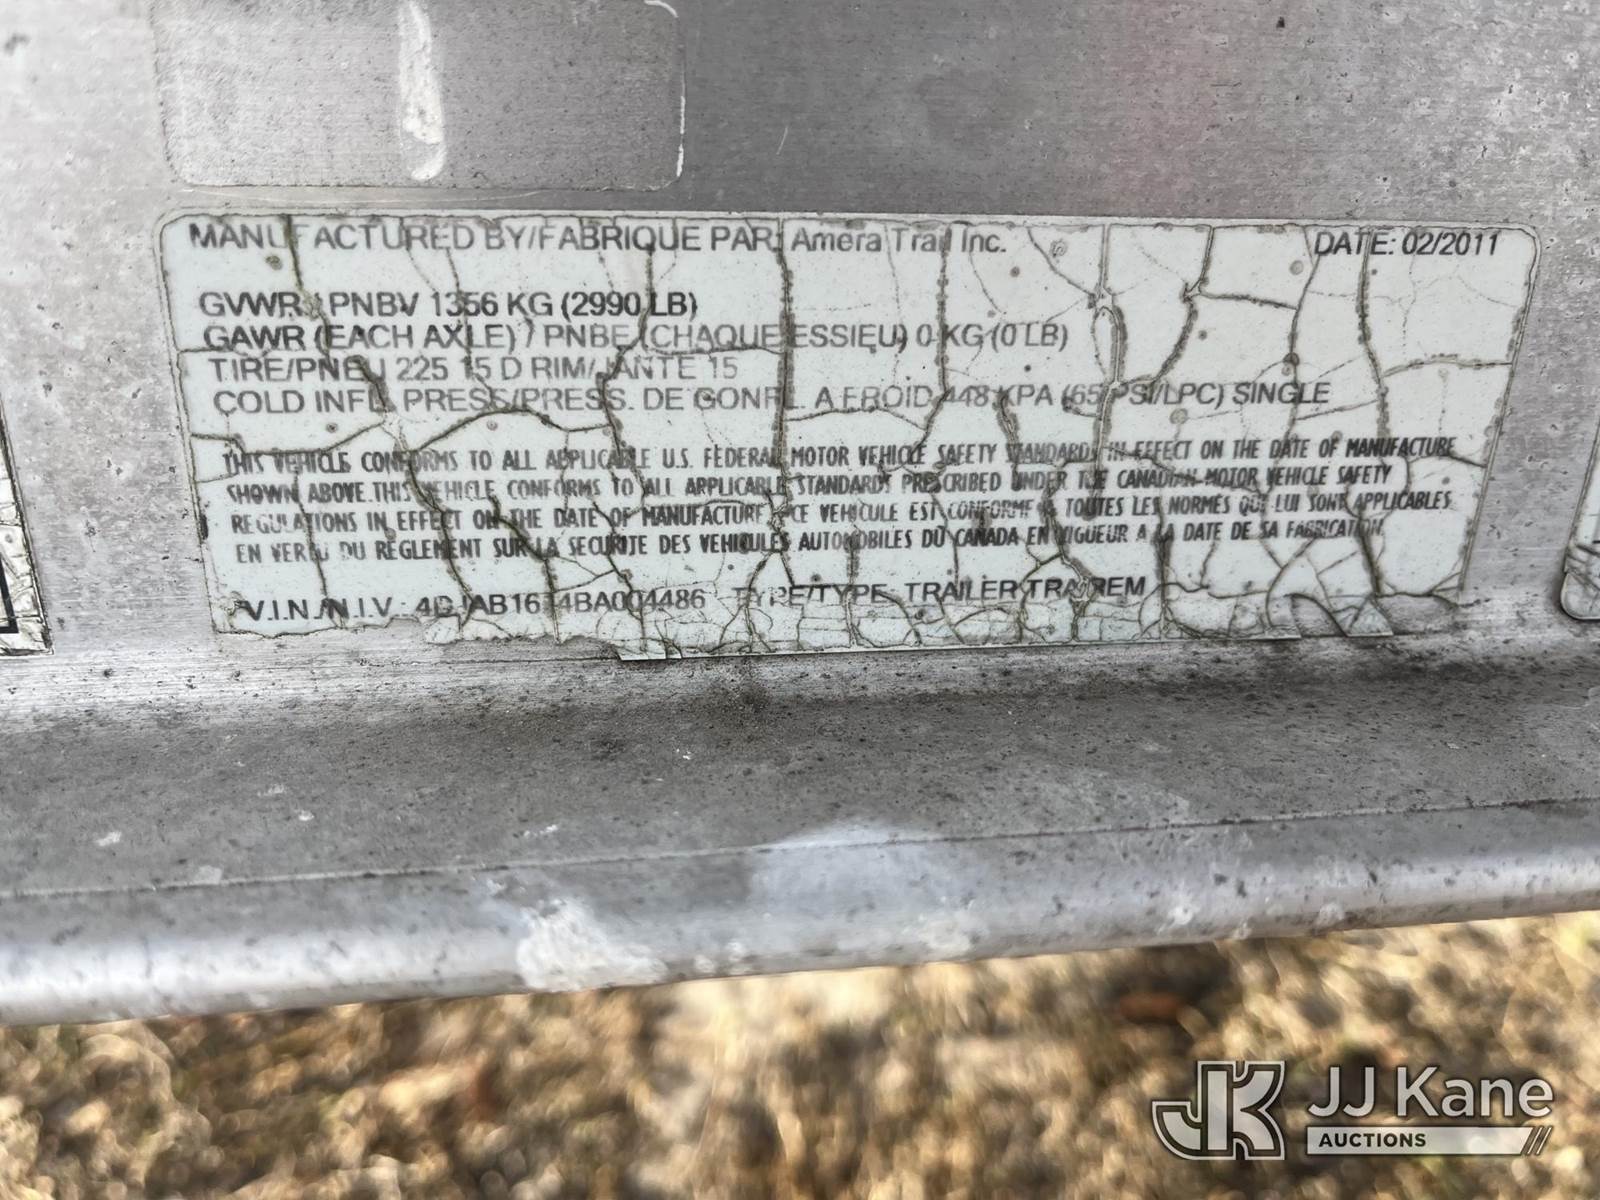 MANUFACTURED BY/FABRIQUE PAR: Amera Trail Inc. DATE: 02/2011
GVWR / PNBV 1356 KG (2990 LB)
GAWR (EACH AXLE) / PNBE (CHAQUE ESSIEU) 0 KG (0 LB)
TIRE/PNEU 225 15 D RIM/JANTE 15
COLD INFL. PRESS/PRESS. DE GONFL. A FROID 448 KPA (65 PSI/LPC) SINGLE
THIS VEHICLE CONFORMS TO ALL APPLICABLE U.S. FEDERAL MOTOR VEHICLE SAFETY STANDARDS IN EFFECT ON THE DATE OF MANUFACTURE
SHOWN ABOVE. THIS VEHICLE CONFORMS TO ALL APPLICABLE STANDARDS PRESCRIBED UNDER THE CANADIAN MOTOR VEHICLE SAFETY
REGULATIONS IN EFFECT ON THE DATE OF MANUFACTURE / CE VEHICULE EST CONFORME A TOUTES LES NORMES QUI LUI SONT APPLICABLES
EN VERTU DU REGLEMENT SUR LA SECURITE DES VEHICULES AUTOMOBILES DU CANADA EN VIGUEUR A LA DATE DE SA FABRICATION.
V.I.N./N.I.V.: TYPE/TYPE: TRAILER TRA/REM
JJ Kane
AUCTIONS